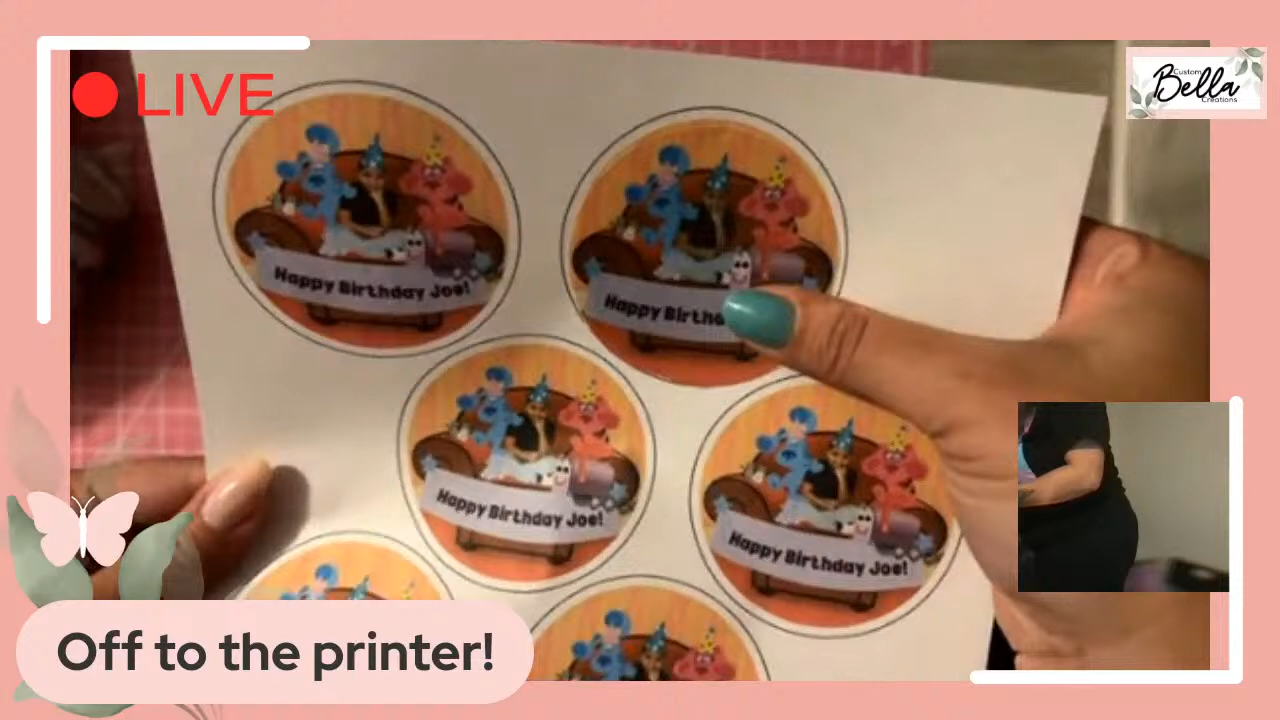 LIVE
Custom
Bella
Creations
Happy Birthday Joe!
Happy Birthd
Happy Birthday Joe!
Happy Birthday Joe!
Off to the printer!